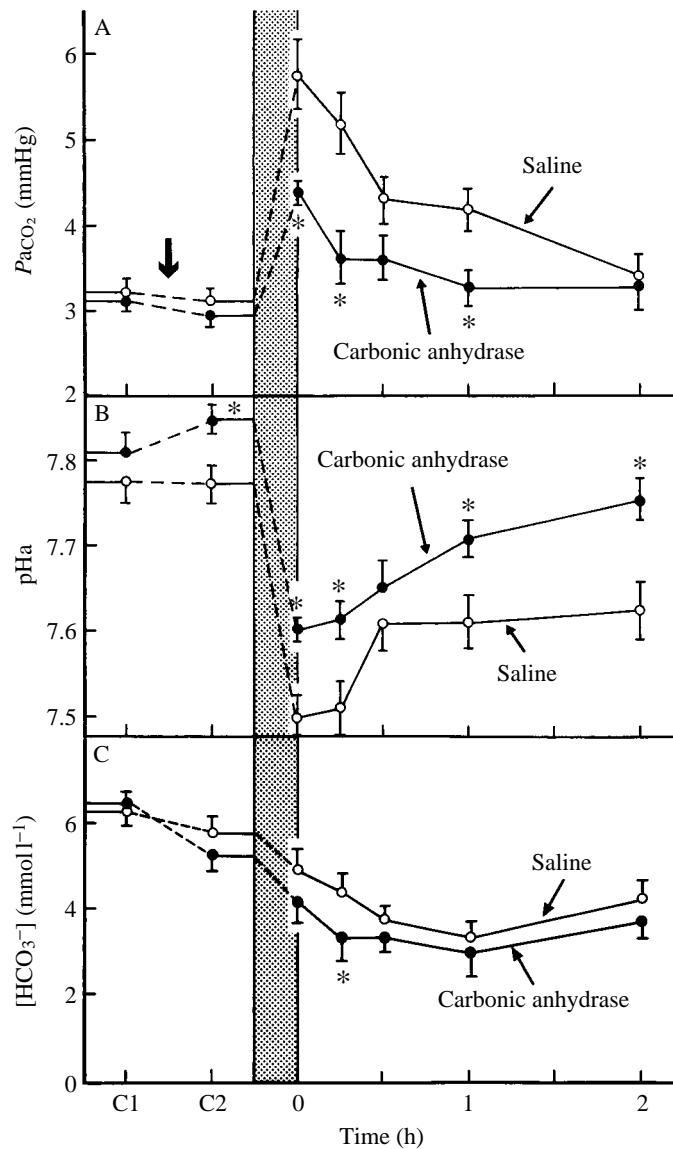 A
6
5
4
3
2
PaCO₂ (mmHg)
Saline
*
*
*
Carbonic anhydrase
B
7.8
7.7
7.6
7.5
pHa
*
Carbonic anhydrase
*
*
*
*
Saline
C
6
4
2
0
[HCO₃⁻] (mmol l⁻¹)
Saline
*
Carbonic anhydrase
C1 C2 0 1 2
Time (h)